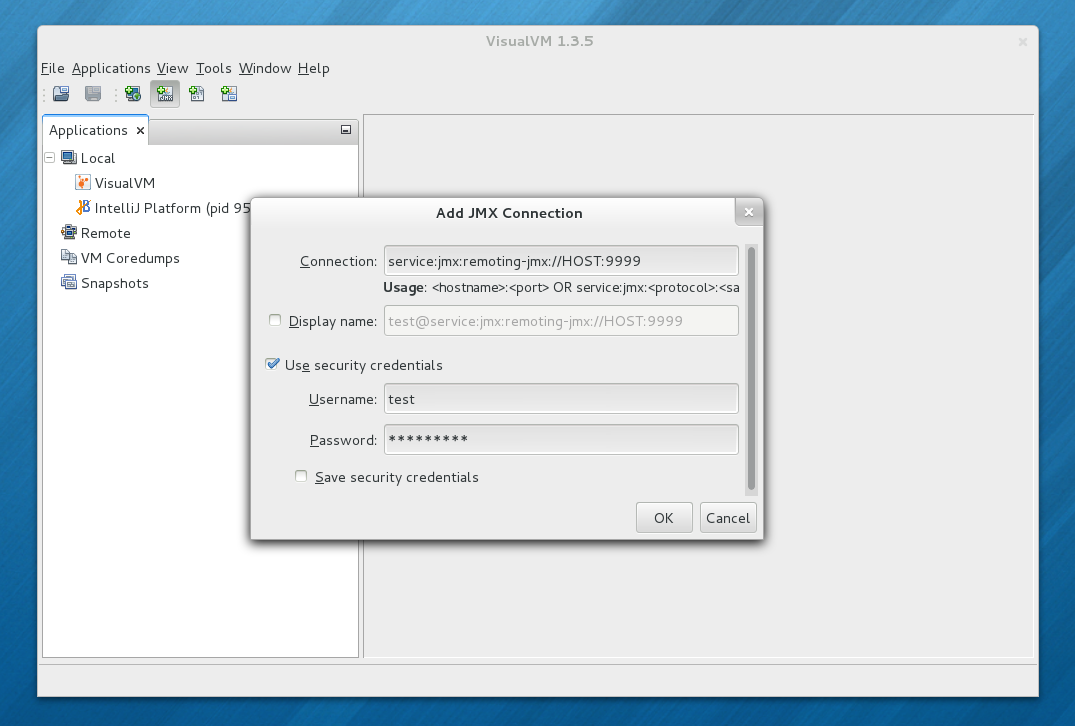 VisualVM 1.3.5
File Applications View Tools Window Help
Applications
Local
VisualVM
IntelliJ Platform (pid 95
Remote
VM Coredumps
Snapshots
Add JMX Connection
Connection: service:jmx:remoting-jmx://HOST:9999
Usage: <hostname>:<port> OR service:jmx:<protocol>:<sa
Display name: test@service:jmx:remoting-jmx://HOST:9999
Use security credentials
Username: test
Password: *********
Save security credentials
OK Cancel